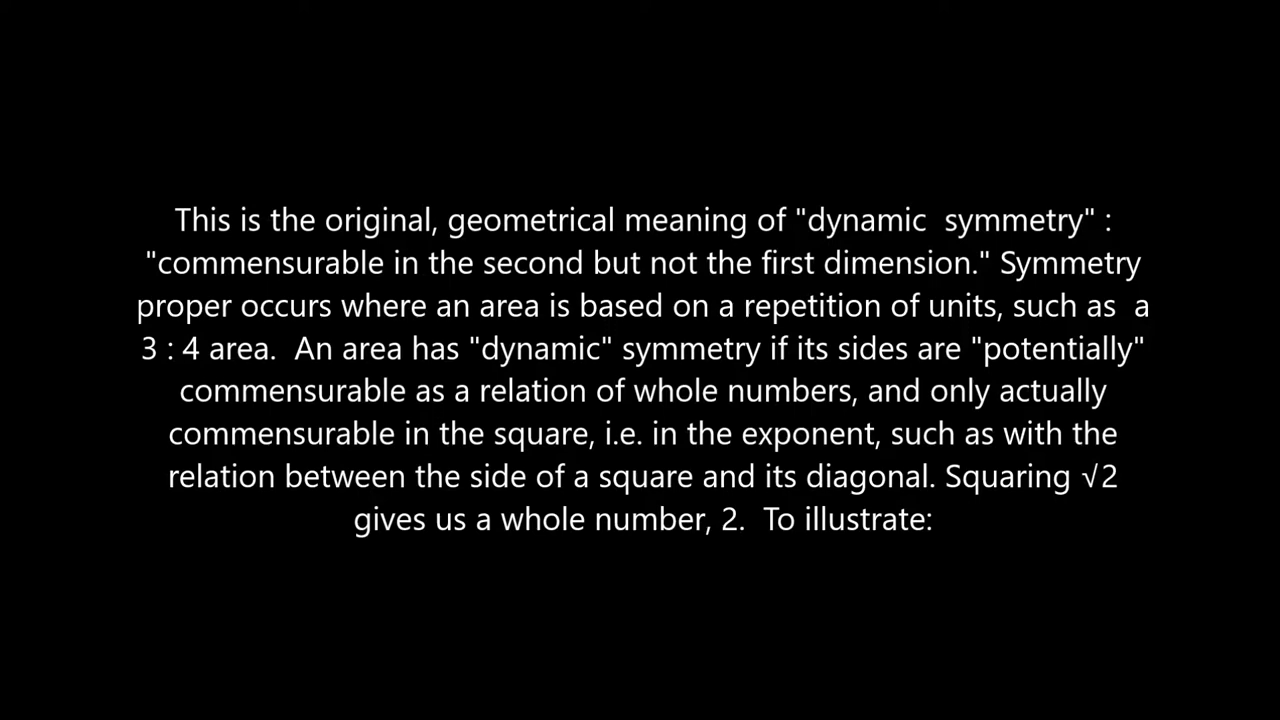 This is the original, geometrical meaning of "dynamic  symmetry" :
"commensurable in the second but not the first dimension." Symmetry
proper occurs where an area is based on a repetition of units, such as  a
3 : 4 area.  An area has "dynamic" symmetry if its sides are "potentially"
commensurable as a relation of whole numbers, and only actually
commensurable in the square, i.e. in the exponent, such as with the
relation between the side of a square and its diagonal. Squaring √2
gives us a whole number, 2.  To illustrate: